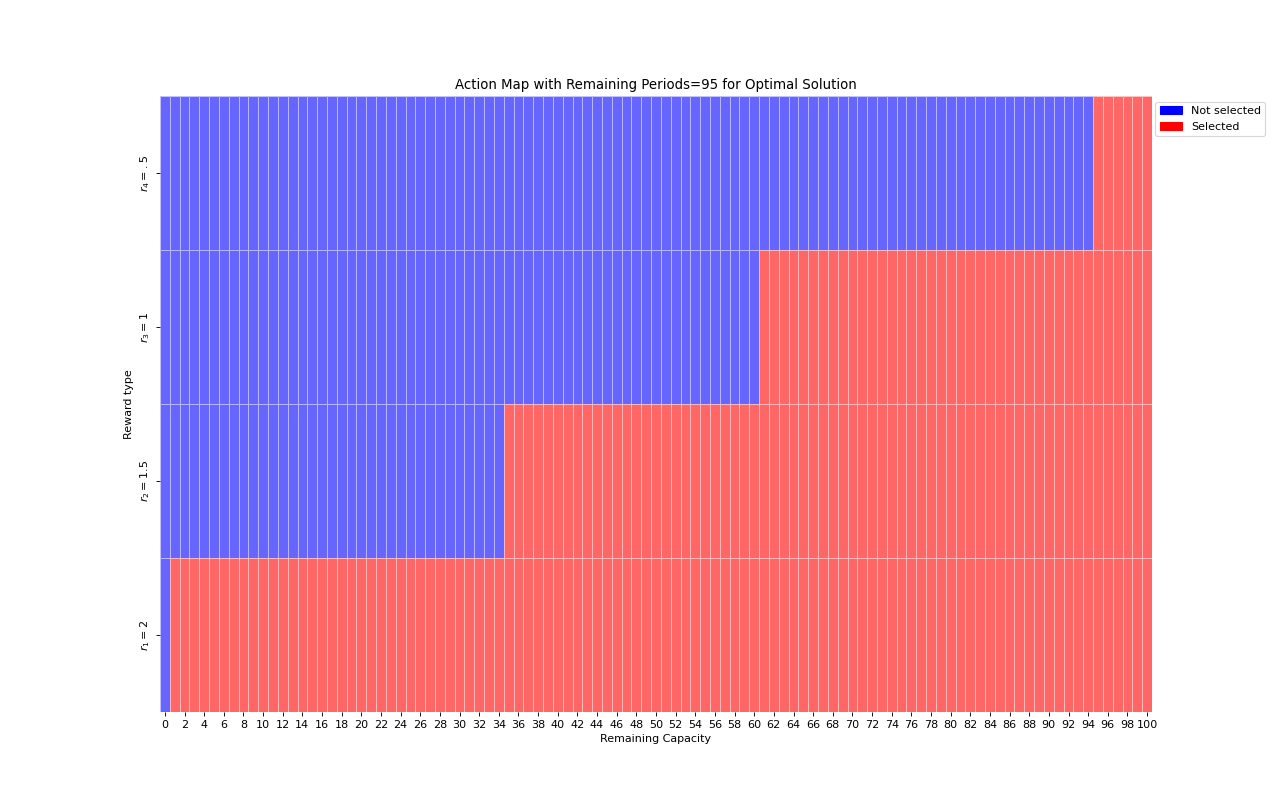 Action Map with Remaining Periods=95 for Optimal Solution
Not selected
Selected
Reward type
r₄ = .5
r₃ = 1
r₂ = 1.5
r₁ = 2
0 2 4 6 8 10 12 14 16 18 20 22 24 26 28 30 32 34 36 38 40 42 44 46 48 50 52 54 56 58 60 62 64 66 68 70 72 74 76 78 80 82 84 86 88 90 92 94 96 98 100
Remaining Capacity